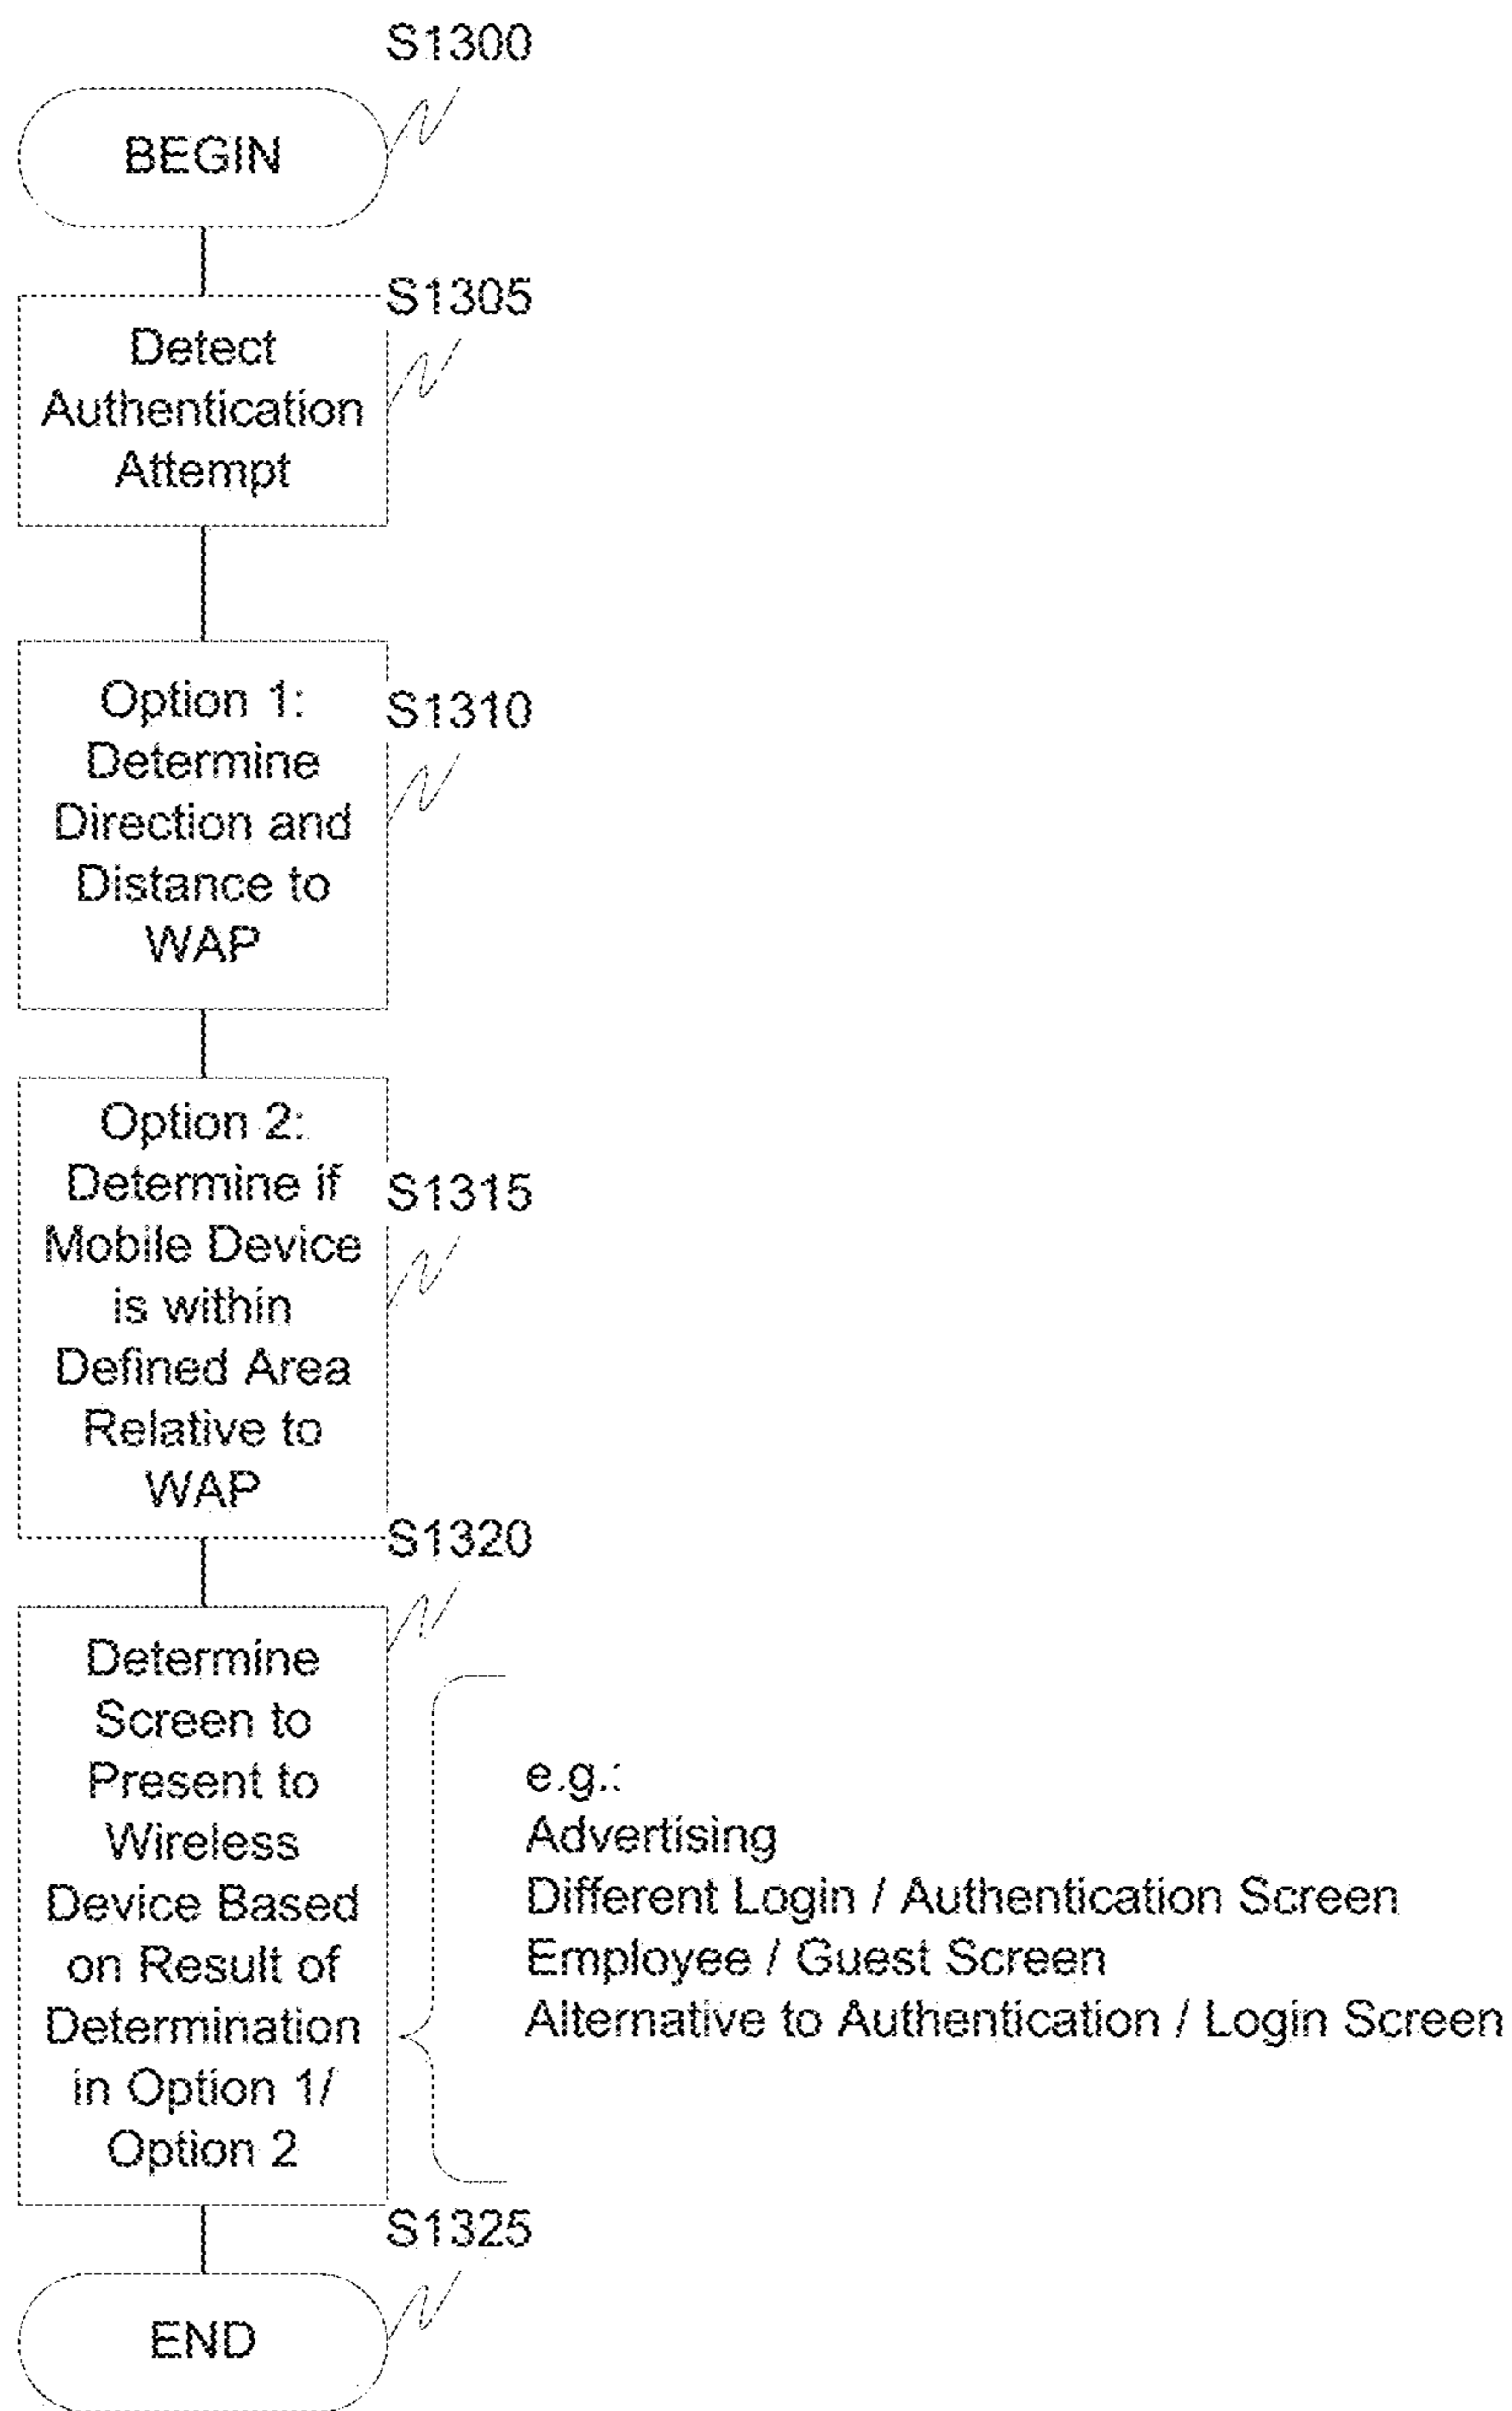 S1300
BEGIN
S1305
Detect
Authentication
Attempt
Option 1:
Determine
Direction and
Distance to
WAP
S1310
Option 2:
Determine if
Mobile Device
is within
Defined Area
Relative to
WAP
S1315
S1320
Determine
Screen to
Present to
Wireless
Device Based
on Result of
Determination
in Option 1/
Option 2
e.g.:
Advertising
Different Login / Authentication Screen
Employee / Guest Screen
Alternative to Authentication / Login Screen
S1325
END